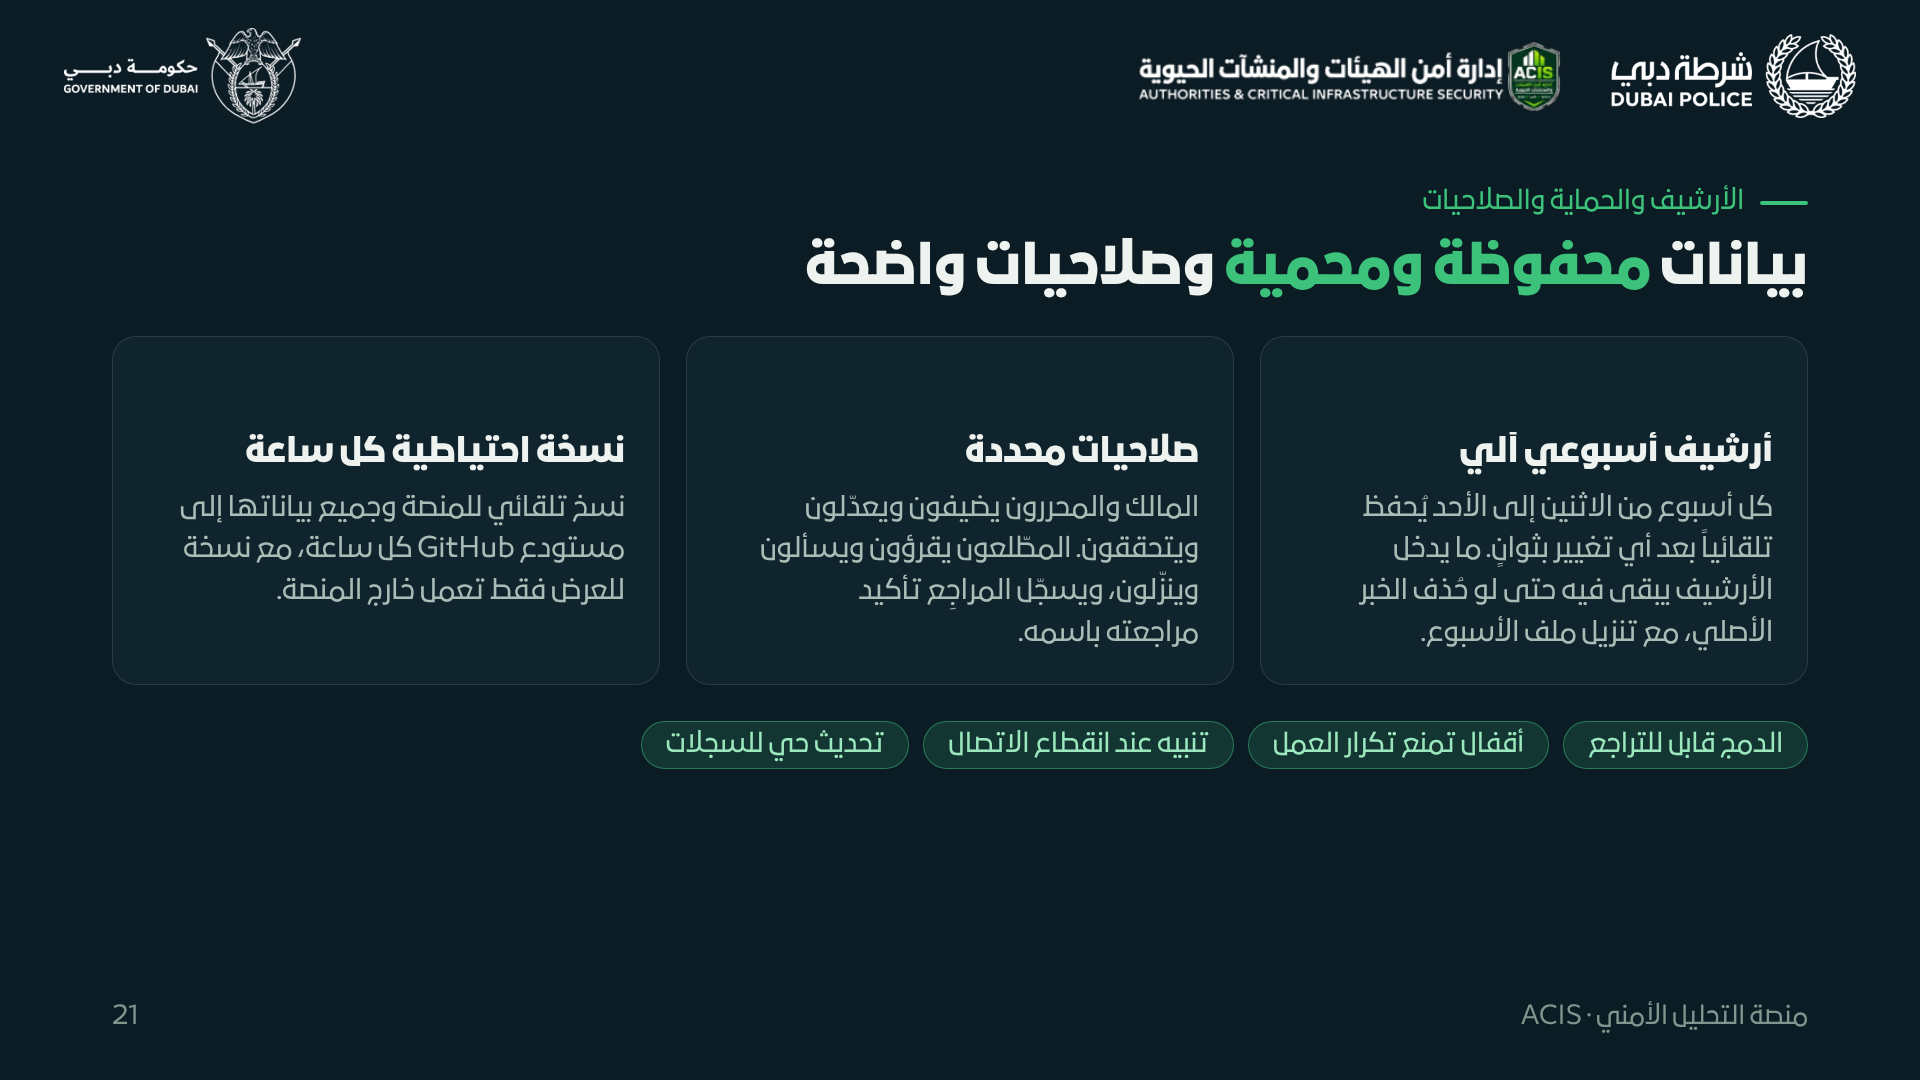 شرطة دبي
DUBAI POLICE
إدارة أمن الهيئات والمنشآت الحيوية
AUTHORITIES & CRITICAL INFRASTRUCTURE SECURITY
ACIS
حكومـــة دبـــي
GOVERNMENT OF DUBAI
الأرشيف والحماية والصلاحيات
بيانات محفوظة ومحمية وصلاحيات واضحة
أرشيف أسبوعي آلي
كل أسبوع من الاثنين إلى الأحد يُحفظ
تلقائياً بعد أي تغيير بثوانٍ. ما يدخل
الأرشيف يبقى فيه حتى لو حُذف الخبر
الأصلي، مع تنزيل ملف الأسبوع.
صلاحيات محددة
المالك والمحررون يضيفون ويعدّلون
ويتحققون. المطّلعون يقرؤون ويسألون
وينزّلون، ويسجّل المراجِع تأكيد
مراجعته باسمه.
نسخة احتياطية كل ساعة
نسخ تلقائي للمنصة وجميع بياناتها إلى
مستودع GitHub كل ساعة، مع نسخة
للعرض فقط تعمل خارج المنصة.
الدمج قابل للتراجع
أقفال تمنع تكرار العمل
تنبيه عند انقطاع الاتصال
تحديث حي للسجلات
منصة التحليل الأمني · ACIS
21